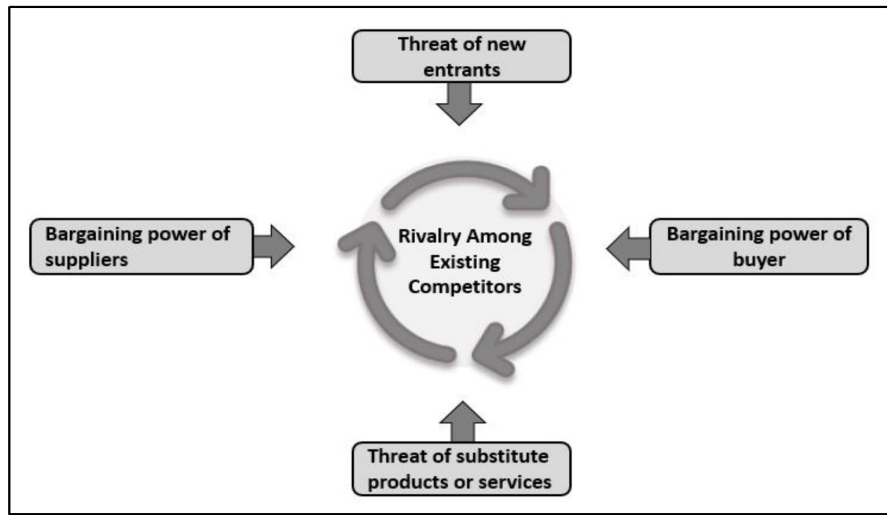 Threat of new
entrants
Bargaining power of
suppliers
Rivalry Among
Existing
Competitors
Bargaining power of
buyer
Threat of substitute
products or services